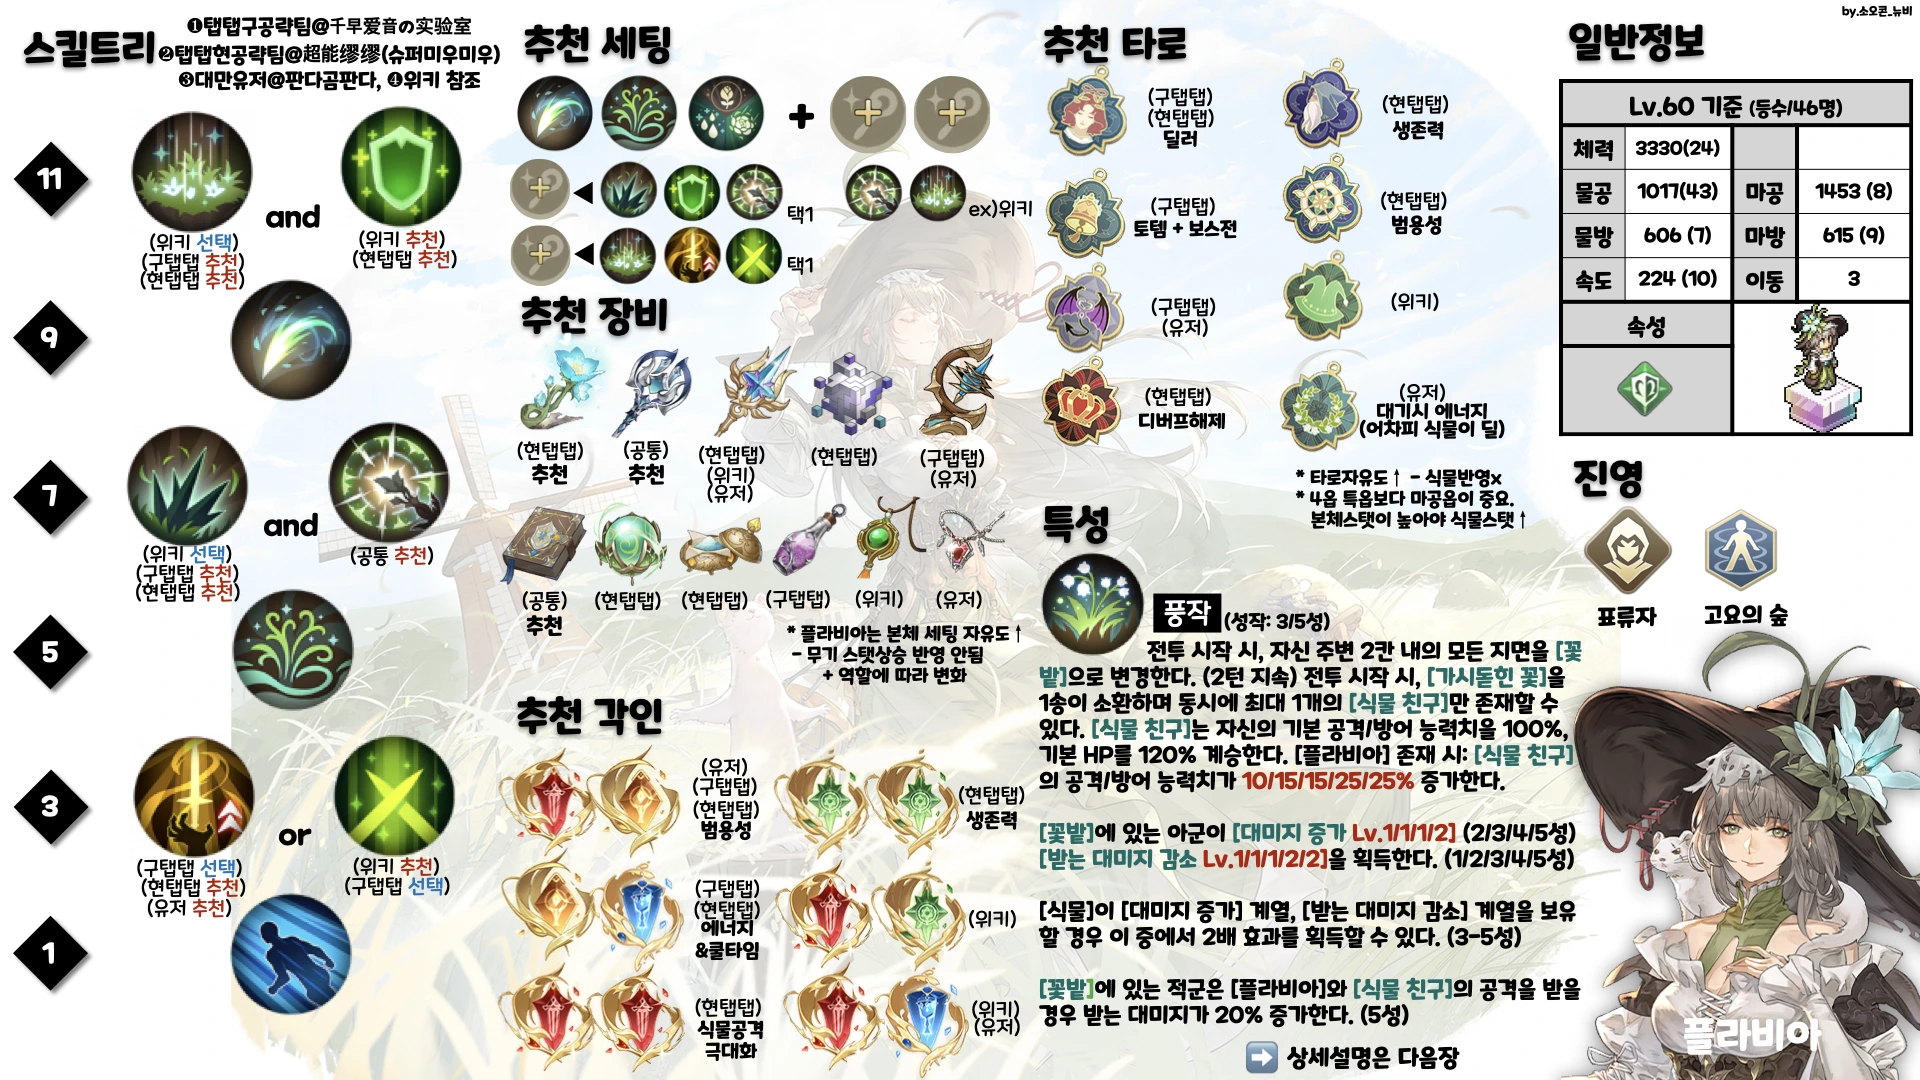 by.소오콘_뉴비
스킬트리
❶탭탭구공략팀@千早爱音の实验室
❷탭탭현공략팀@超能缪缪(슈퍼미우미우)
❸대만유저@판다곰판다, ❹위키 참조
11
and
(위키 선택)
(구탭탭 추천)
(현탭탭 추천)
(위키 추천)
(현탭탭 추천)
9
7
and
(위키 선택)
(구탭탭 추천)
(현탭탭 추천)
(공통 추천)
5
3
or
(구탭탭 선택)
(현탭탭 추천)
(유저 추천)
(위키 추천)
(구탭탭 선택)
1
추천 세팅
+
택1
ex)위키
택1
추천 장비
(현탭탭)
추천
(공통)
추천
(현탭탭)
(위키)
(유저)
(현탭탭)
(구탭탭)
(유저)
(공통)
추천
(현탭탭)
(현탭탭)
(구탭탭)
(위키)
(유저)
* 플라비아는 본체 세팅 자유도↑
- 무기 스탯상승 반영 안됨
+ 역할에 따라 변화
추천 각인
(유저)
(구탭탭)
(현탭탭)
범용성
(현탭탭)
생존력
(구탭탭)
(현탭탭)
에너지
&쿨타임
(위키)
(현탭탭)
식물공격
극대화
(위키)
(유저)
추천 타로
(구탭탭)
(현탭탭)
딜러
(현탭탭)
생존력
(구탭탭)
토템 + 보스전
(현탭탭)
범용성
(구탭탭)
(유저)
(위키)
(현탭탭)
디버프해제
(유저)
대기시 에너지
(어차피 식물이 딜)
* 타로자유도↑ - 식물반영x
* 4옵 특옵보다 마공옵이 중요.
본체스탯이 높아야 식물스탯↑
특성
풍작 (성작: 3/5성)
전투 시작 시, 자신 주변 2칸 내의 모든 지면을 [꽃
밭]으로 변경한다. (2턴 지속) 전투 시작 시, [가시돋힌 꽃]을
1송이 소환하며 동시에 최대 1개의 [식물 친구]만 존재할 수
있다. [식물 친구]는 자신의 기본 공격/방어 능력치을 100%,
기본 HP를 120% 계승한다. [플라비아] 존재 시: [식물 친구]
의 공격/방어 능력치가 10/15/15/25/25% 증가한다.
[꽃밭]에 있는 아군이 [대미지 증가 Lv.1/1/1/2] (2/3/4/5성)
[받는 대미지 감소 Lv.1/1/1/2/2]을 획득한다. (1/2/3/4/5성)
[식물]이 [대미지 증가] 계열, [받는 대미지 감소] 계열을 보유
할 경우 이 중에서 2배 효과를 획득할 수 있다. (3-5성)
[꽃밭]에 있는 적군은 [플라비아]와 [식물 친구]의 공격을 받을
경우 받는 대미지가 20% 증가한다. (5성)
➡ 상세설명은 다음장
일반정보
Lv.60 기준 (등수/46명)
체력 3330(24)
물공 1017(43) 마공 1453 (8)
물방 606 (7) 마방 615 (9)
속도 224 (10) 이동 3
속성
진영
표류자
고요의 숲
플라비아